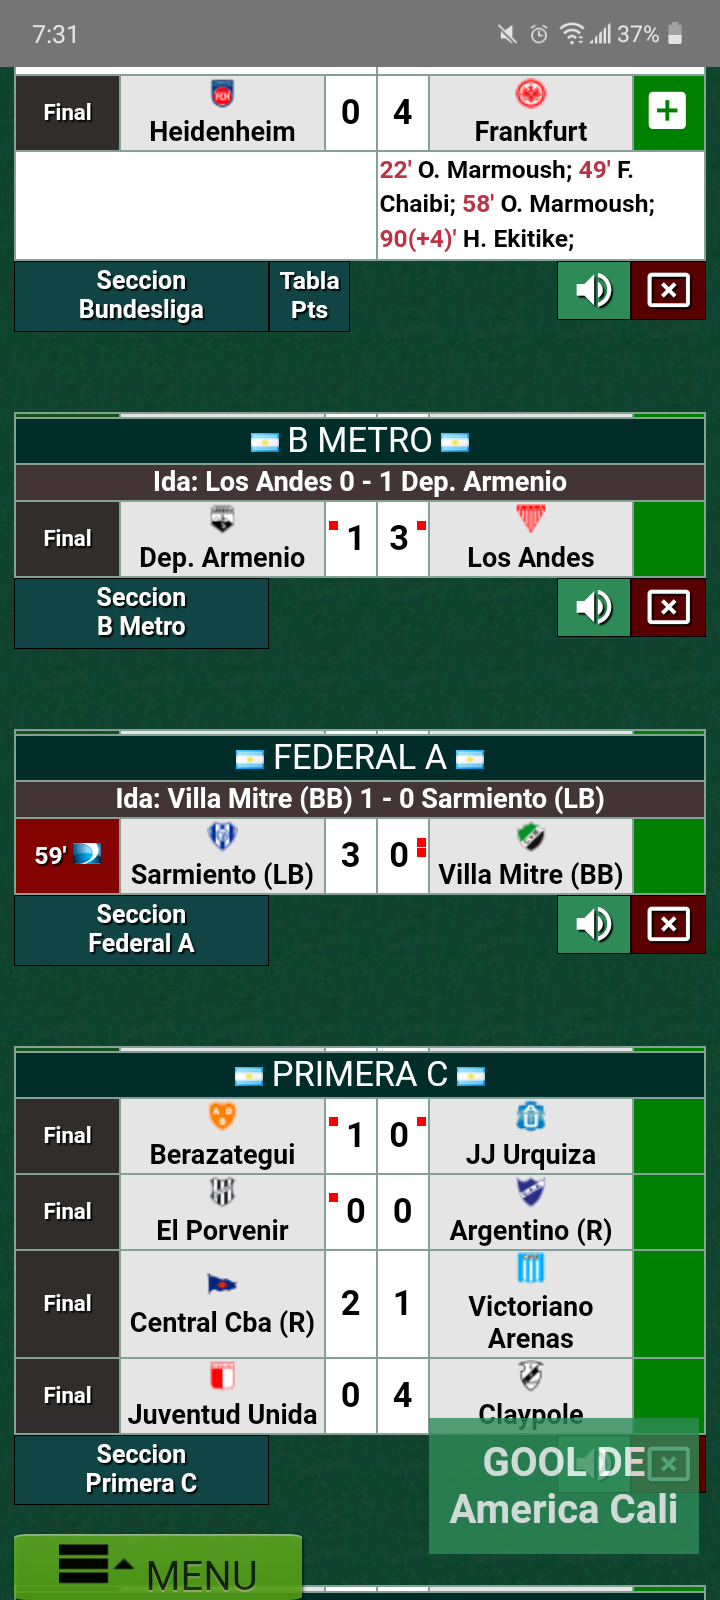 7:31
37%
Final
Heidenheim
0
4
Frankfurt
22' O. Marmoush; 49' F.
Chaibi; 58' O. Marmoush;
90(+4)' H. Ekitike;
Seccion
Bundesliga
Tabla
Pts
B METRO
Ida: Los Andes 0 - 1 Dep. Armenio
Final
Dep. Armenio
1
3
Los Andes
Seccion
B Metro
FEDERAL A
Ida: Villa Mitre (BB) 1 - 0 Sarmiento (LB)
59'
Sarmiento (LB)
3
0
Villa Mitre (BB)
Seccion
Federal A
PRIMERA C
Final
Berazategui
1
0
JJ Urquiza
Final
El Porvenir
0
0
Argentino (R)
Final
Central Cba (R)
2
1
Victoriano
Arenas
Final
Juventud Unida
0
4
Claypole
Seccion
Primera C
GOOL DE
America Cali
MENU